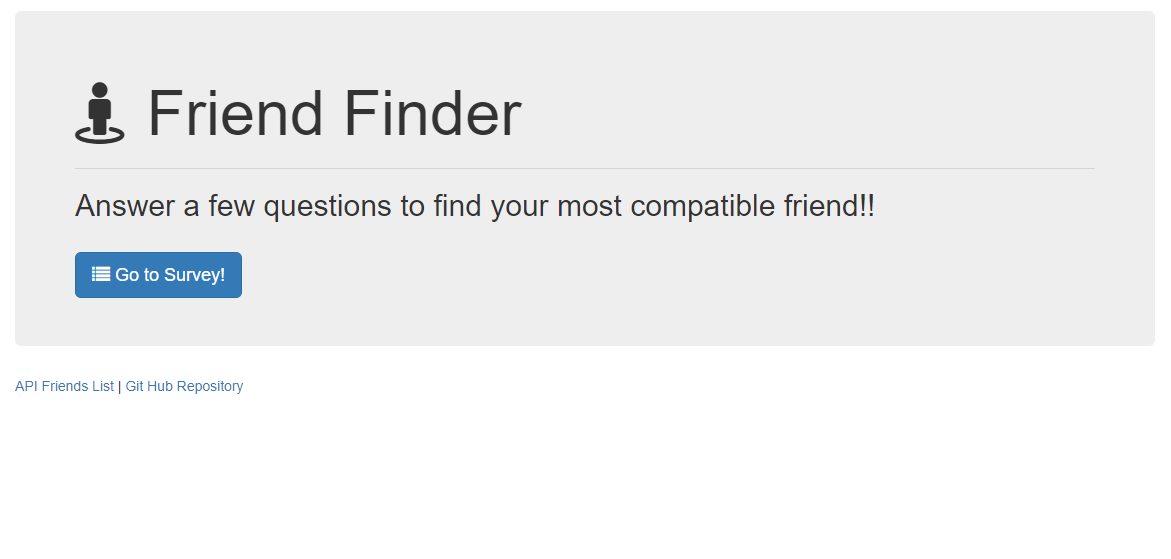 Friend Finder
Answer a few questions to find your most compatible friend!!
Go to Survey!
API Friends List | Git Hub Repository